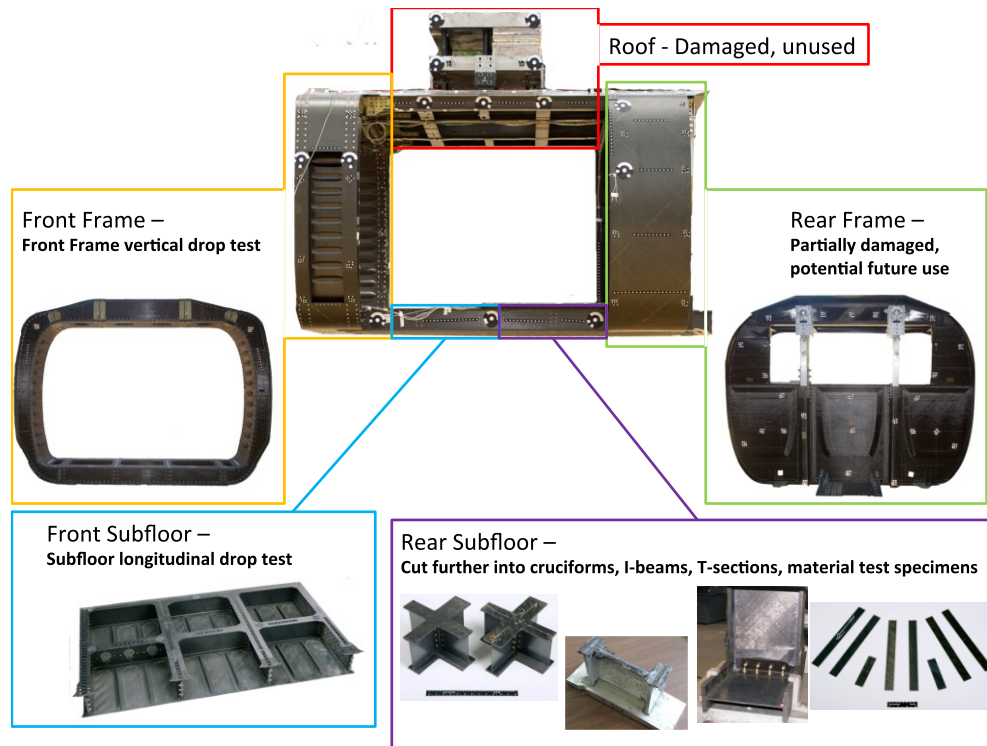 Roof - Damaged, unused
Front Frame –
Front Frame vertical drop test
Rear Frame –
Partially damaged,
potential future use
Front Subfloor –
Subfloor longitudinal drop test
Rear Subfloor –
Cut further into cruciforms, I-beams, T-sections, material test specimens